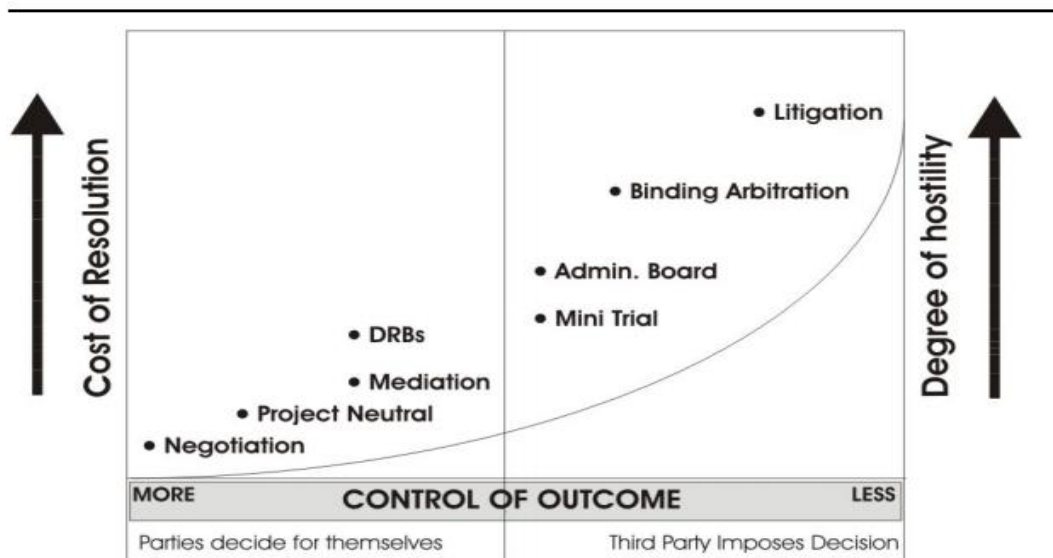 Cost of Resolution
Degree of hostility
• Litigation
• Binding Arbitration
• Admin. Board
• Mini Trial
• DRBs
• Mediation
• Project Neutral
• Negotiation
MORE CONTROL OF OUTCOME LESS
Parties decide for themselves Third Party Imposes Decision